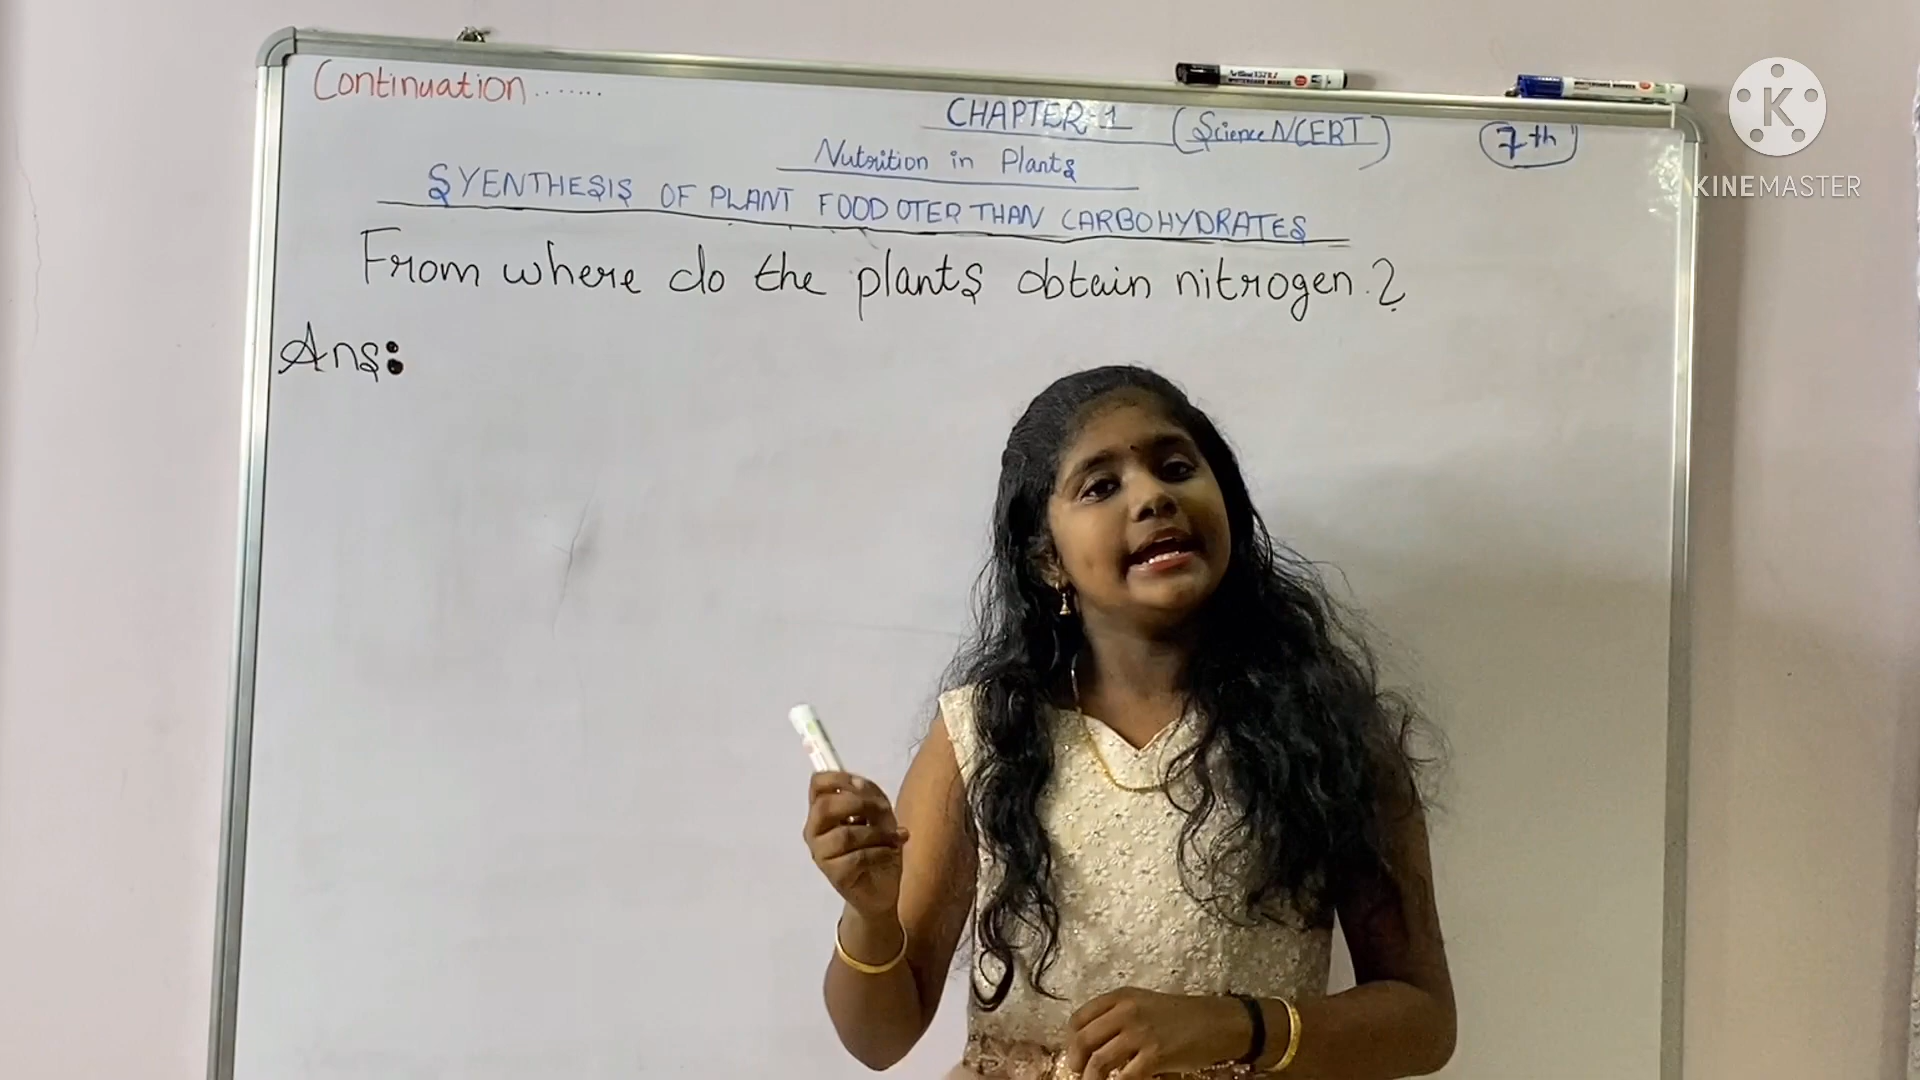 Continuation.......
CHAPTER-1 (Science NCERT) 7th
Nutrition in Plants
SYENTHESIS OF PLANT FOOD OTER THAN CARBOHYDRATES
From where do the plants obtain nitrogen.?
Ans:
K
KINEMASTER